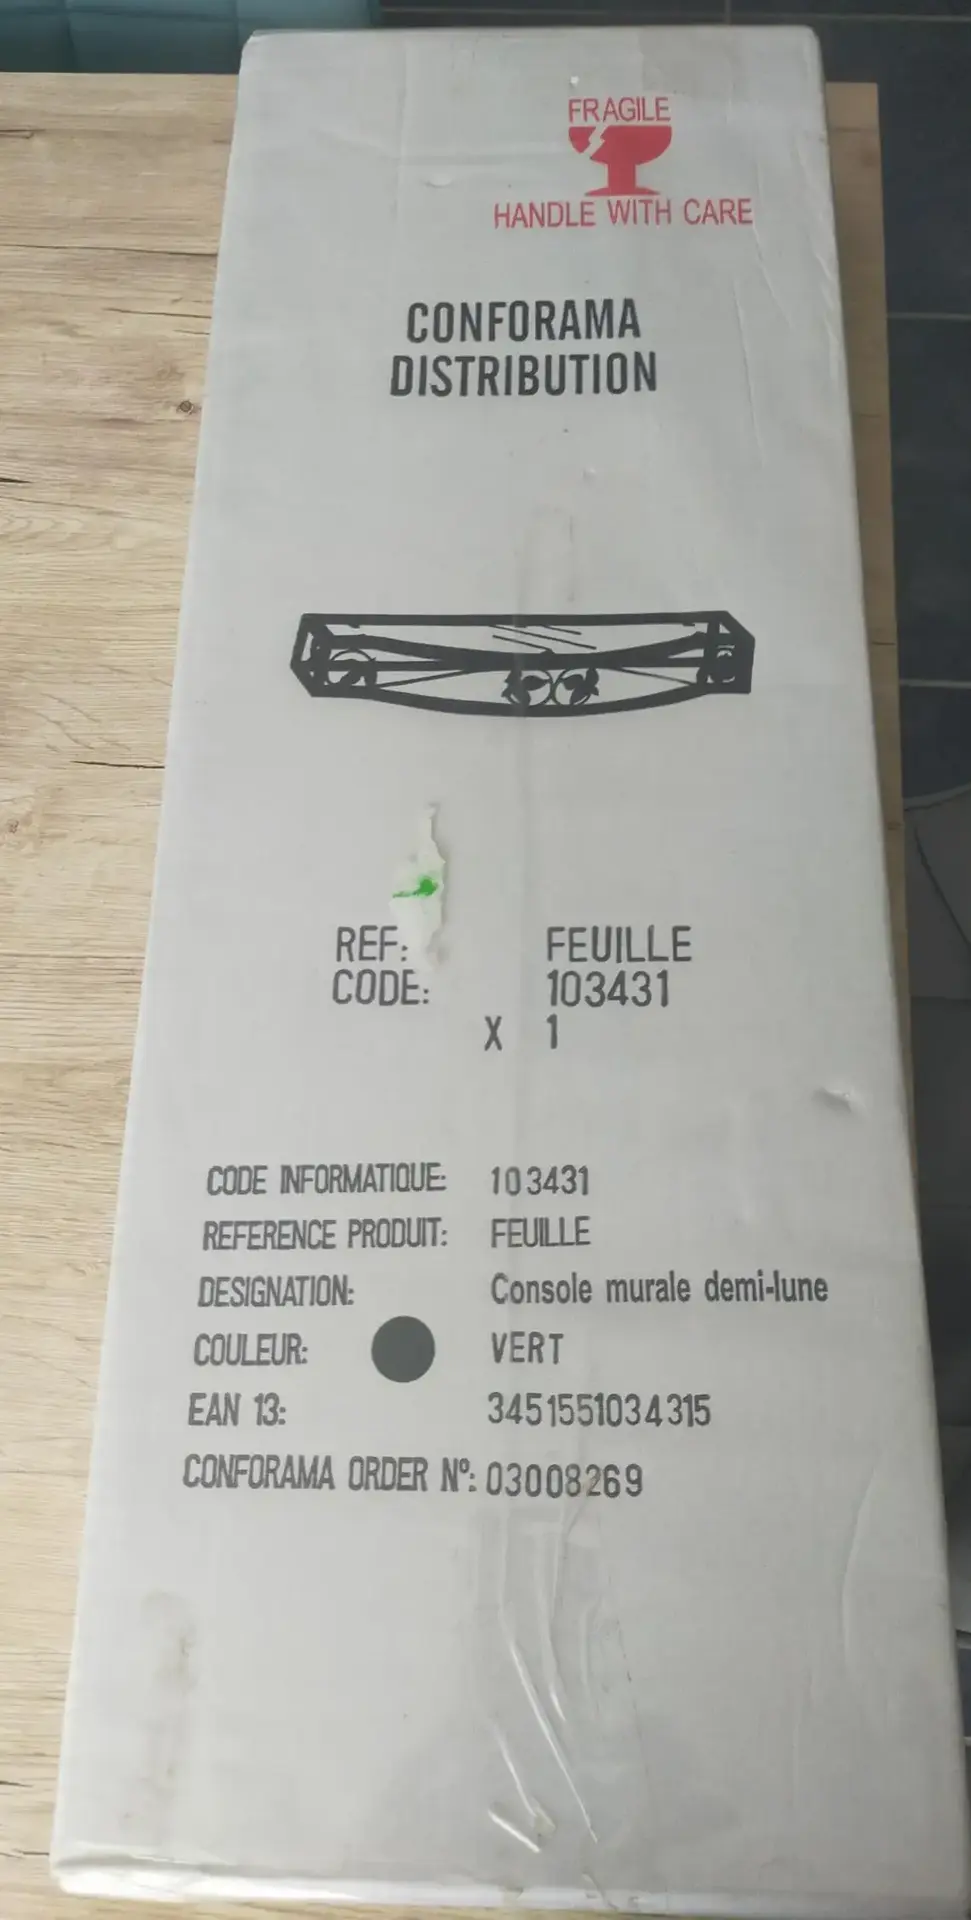 FRAGILE
HANDLE WITH CARE
CONFORAMA
DISTRIBUTION
REF: FEUILLE
CODE: 103431
X 1
CODE INFORMATIQUE: 103431
REFERENCE PRODUIT: FEUILLE
DESIGNATION: Console murale demi-lune
COULEUR: VERT
EAN 13: 3451551034315
CONFORAMA ORDER Nº: 03008269